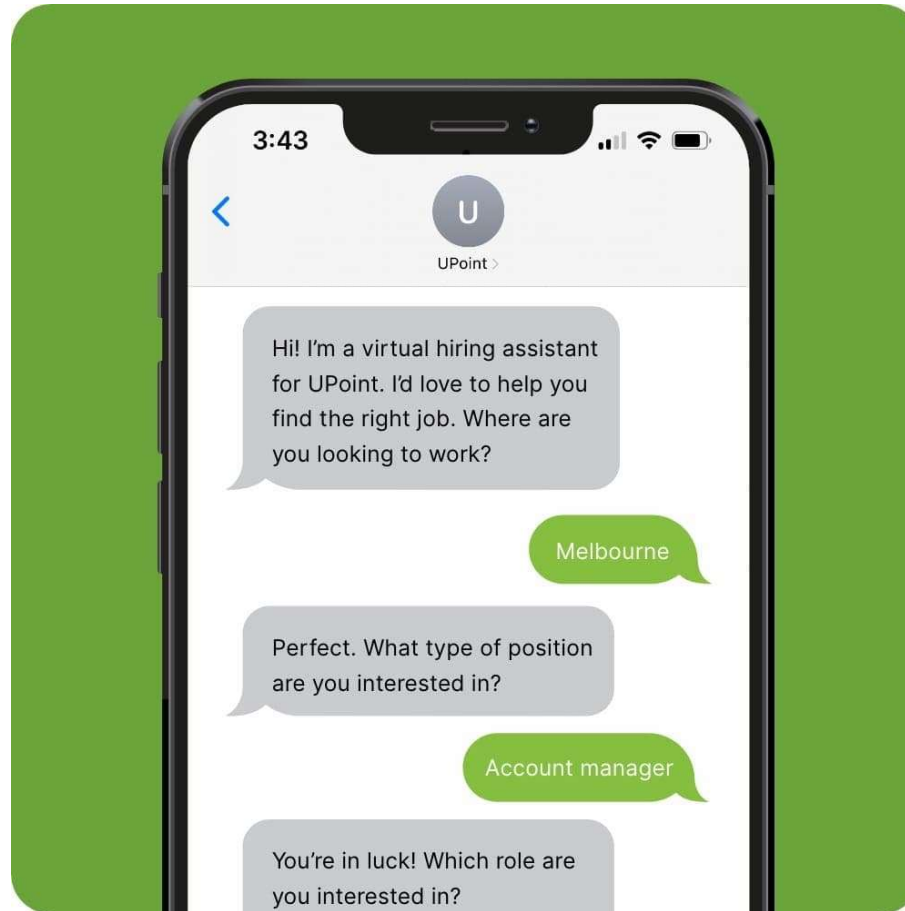 3:43
U
UPoint
Hi! I'm a virtual hiring assistant
for UPoint. I'd love to help you
find the right job. Where are
you looking to work?
Melbourne
Perfect. What type of position
are you interested in?
Account manager
You're in luck! Which role are
you interested in?